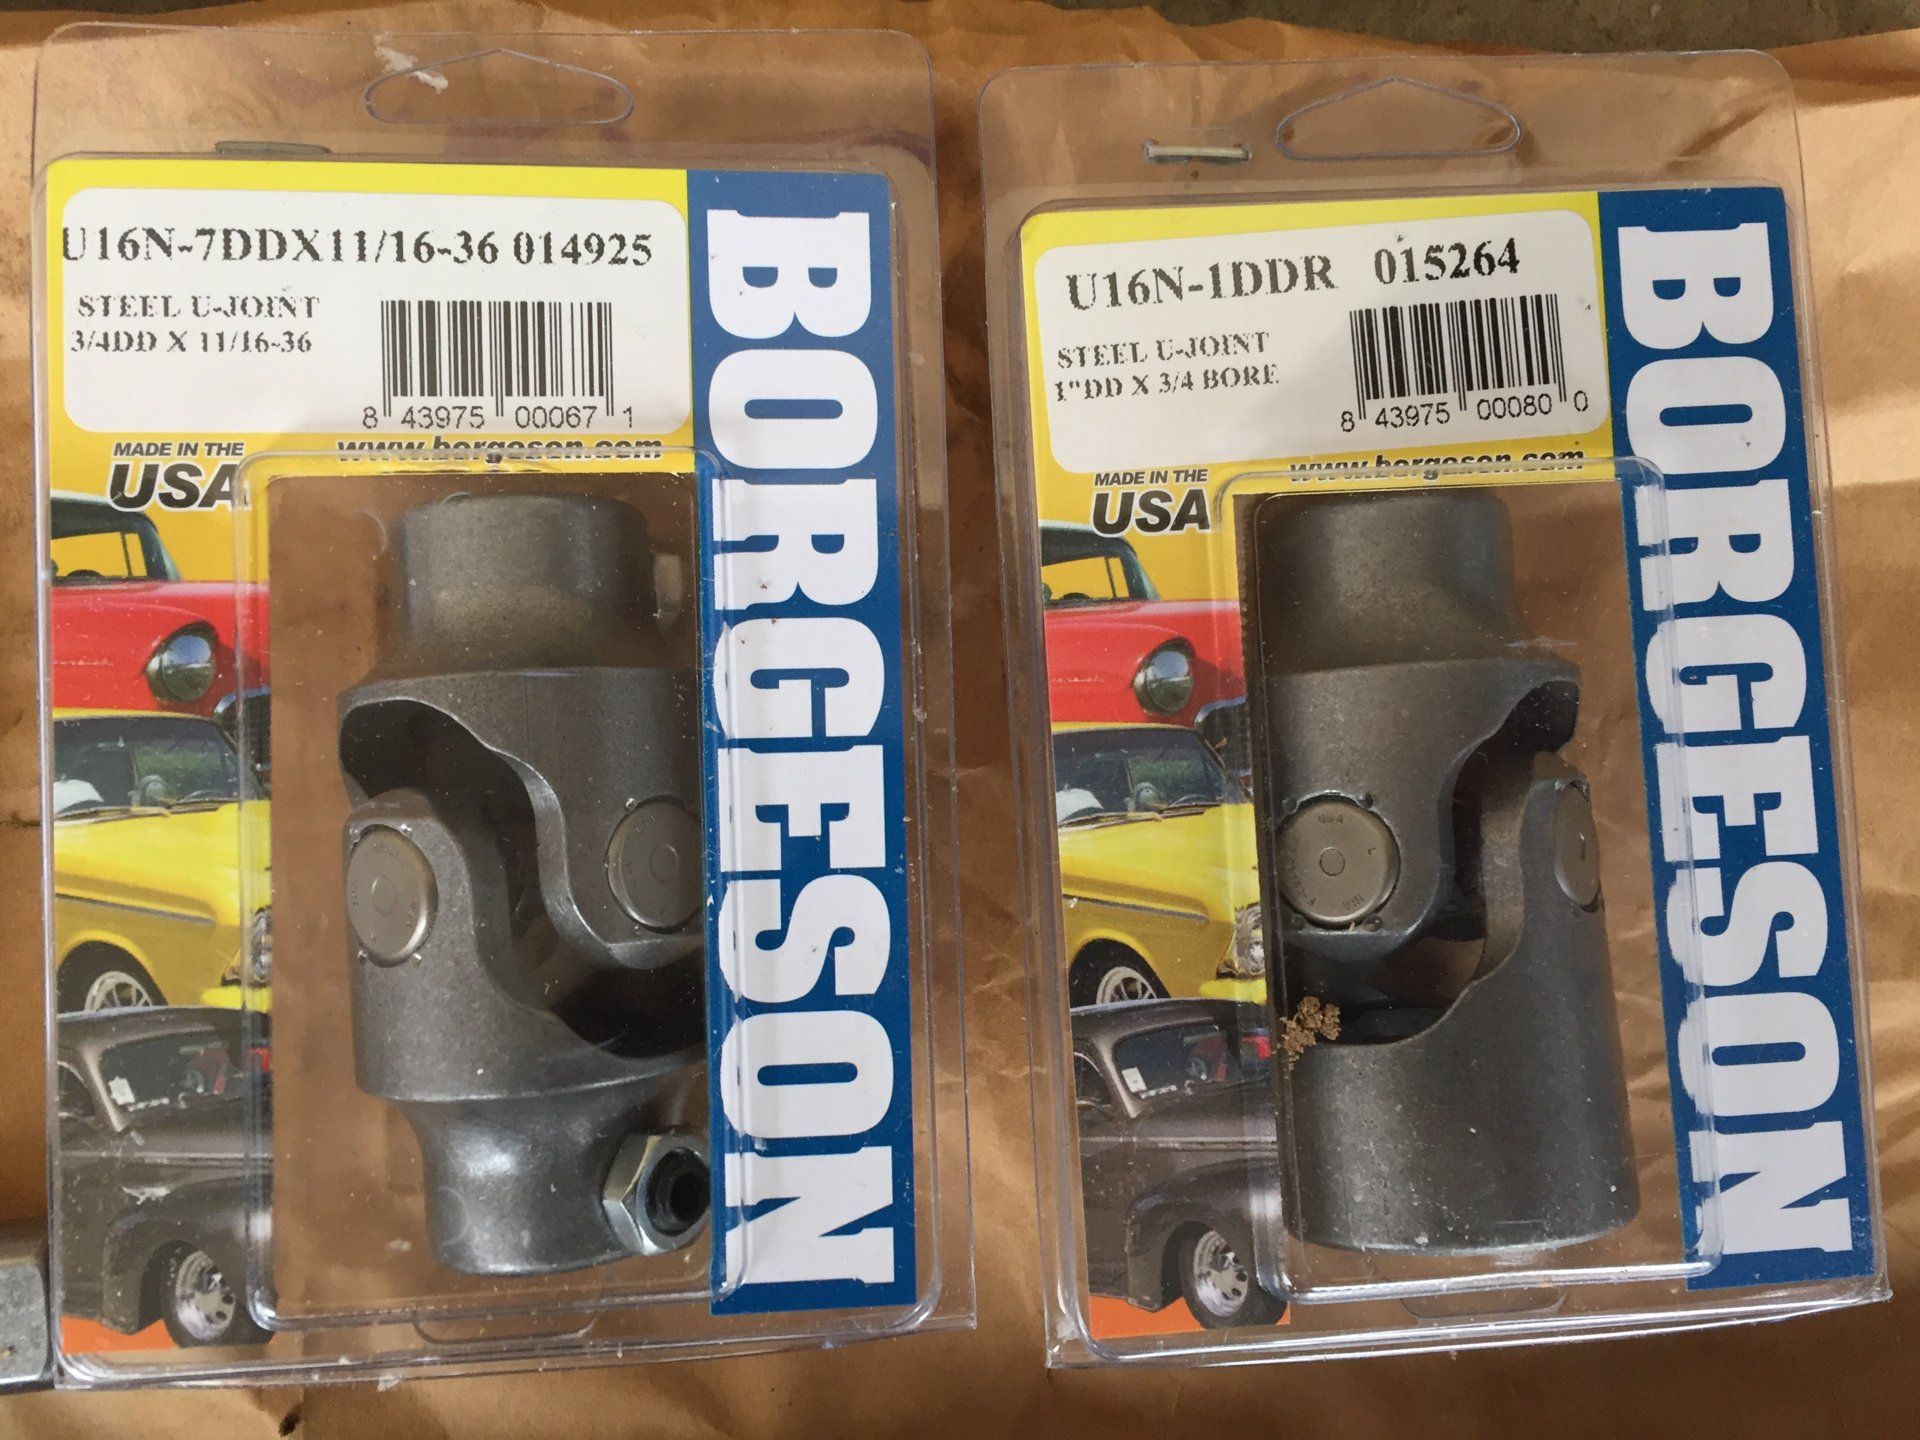 U16N-7DDX11/16-36 014925
STEEL U-JOINT
3/4DD X 11/16-36
8 43975 00067 1
MADE IN THE
USA
www.borgeson.com
BORGESON
U16N-1DDR 015264
STEEL U-JOINT
1"DD X 3/4 BORE
8 43975 00080 0
MADE IN THE
USA
www.borgeson.com
BORGESON
USA